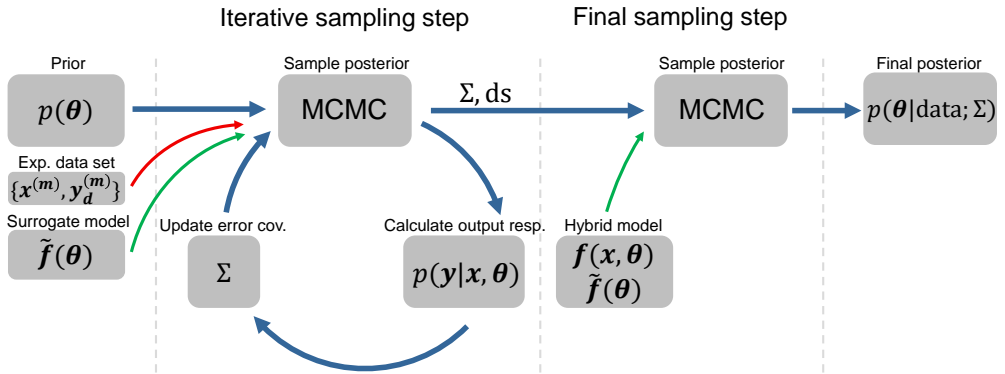 Iterative sampling step
Final sampling step
Prior
p(θ)
Exp. data set
{x^(m), y_d^(m)}
Surrogate model
f̃(θ)
Sample posterior
MCMC
Σ, ds
Update error cov.
Σ
Calculate output resp.
p(y|x, θ)
Sample posterior
MCMC
Hybrid model
f(x, θ)
f̃(θ)
Final posterior
p(θ|data; Σ)